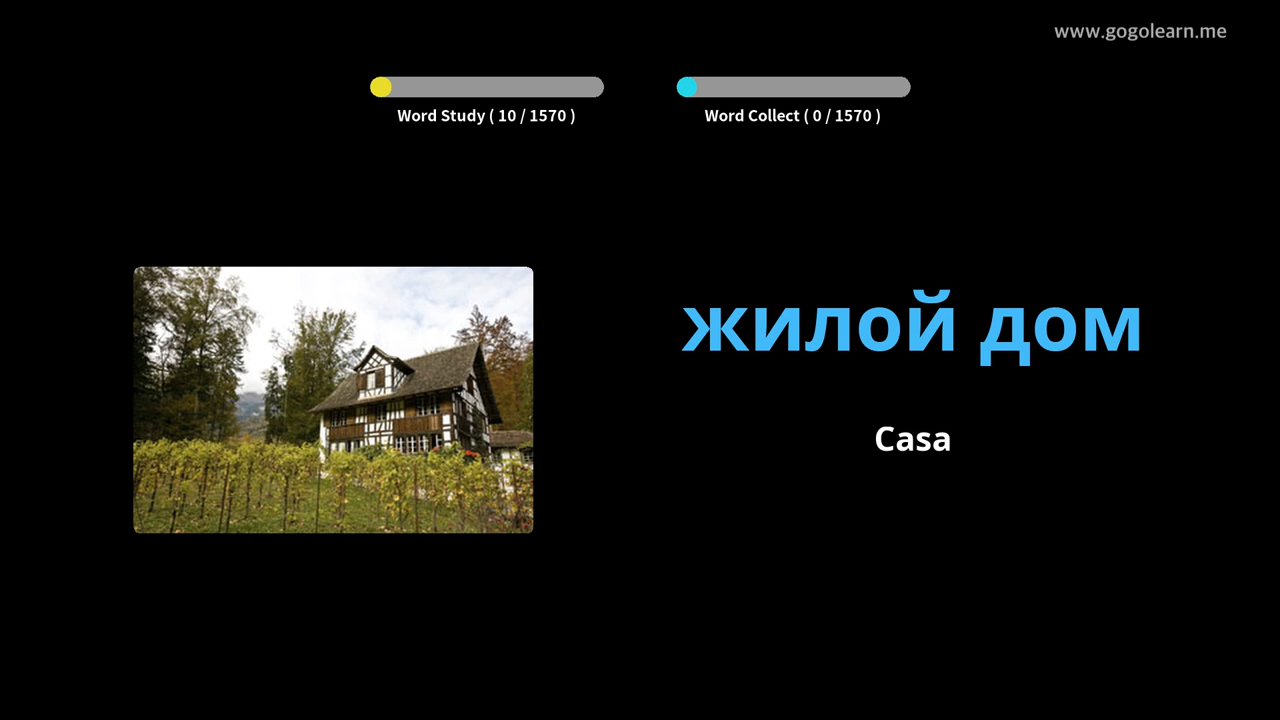 www.gogolearn.me
Word Study ( 10 / 1570 )
Word Collect ( 0 / 1570 )
жилой дом
Casa